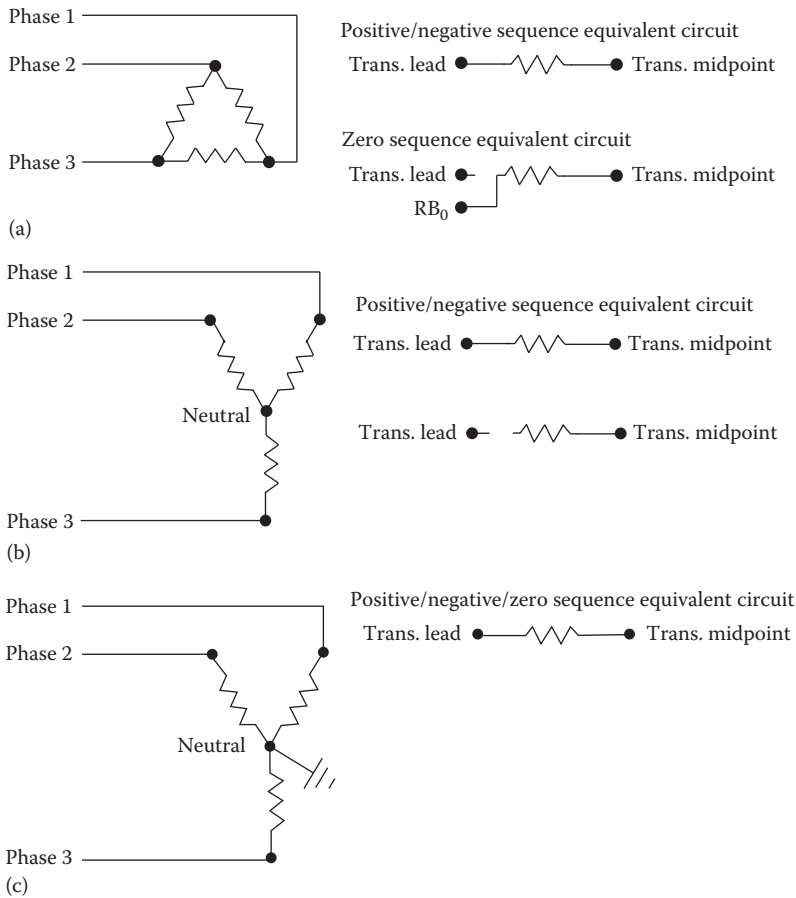 Phase 1
Positive/negative sequence equivalent circuit
Phase 2
Trans. lead
Trans. midpoint
Zero sequence equivalent circuit
Phase 3
Trans. lead
Trans. midpoint
RB0
(a)
Phase 1
Positive/negative sequence equivalent circuit
Phase 2
Trans. lead
Trans. midpoint
Neutral
Trans. lead
Trans. midpoint
Phase 3
(b)
Phase 1
Positive/negative/zero sequence equivalent circuit
Phase 2
Trans. lead
Trans. midpoint
Neutral
Phase 3
(c)